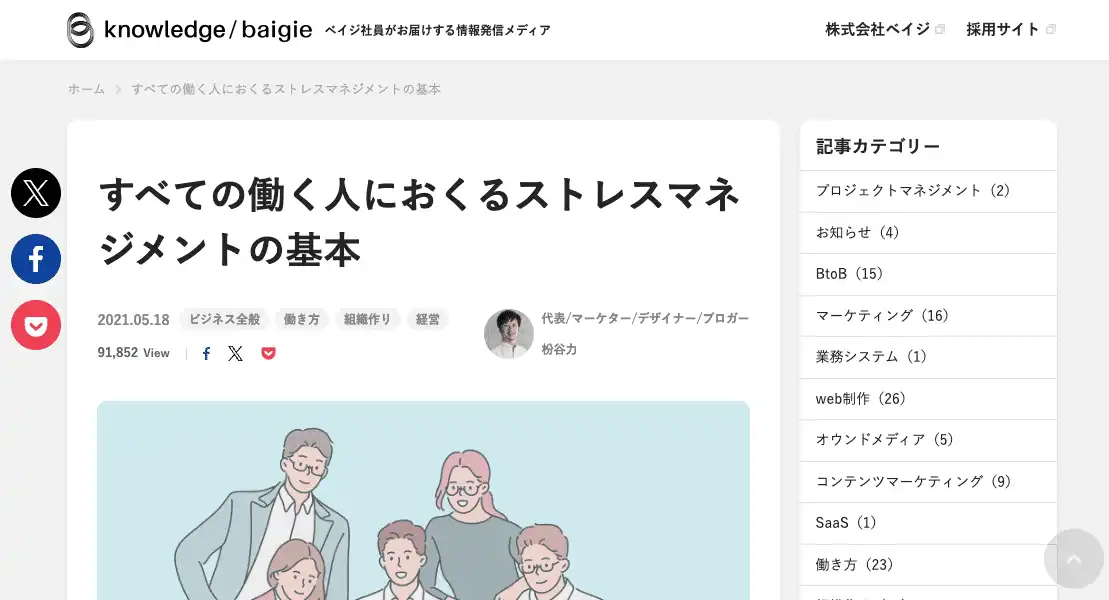 knowledge / baigie ベイジ社員がお届けする情報発信メディア
株式会社ベイジ 採用サイト
ホーム すべての働く人におくるストレスマネジメントの基本
すべての働く人におくるストレスマネ
ジメントの基本
2021.05.18 ビジネス全般 働き方 組織作り 経営
91,852 View
代表/マーケター/デザイナー/ブロガー
枌谷力
記事カテゴリー
プロジェクトマネジメント（2）
お知らせ（4）
BtoB（15）
マーケティング（16）
業務システム（1）
web制作（26）
オウンドメディア（5）
コンテンツマーケティング（9）
SaaS（1）
働き方（23）